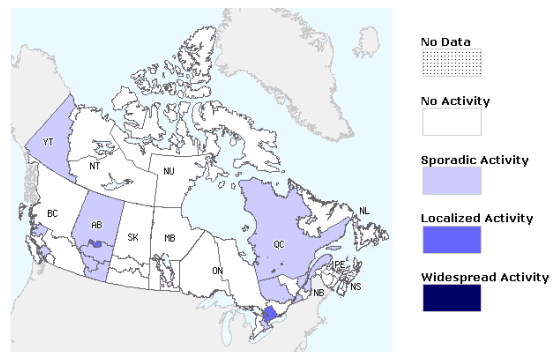 No Data
No Activity
Sporadic Activity
Localized Activity
Widespread Activity
YT
NT
NU
BC
AB
SK
MB
ON
QC
NL
PE
NB
NS